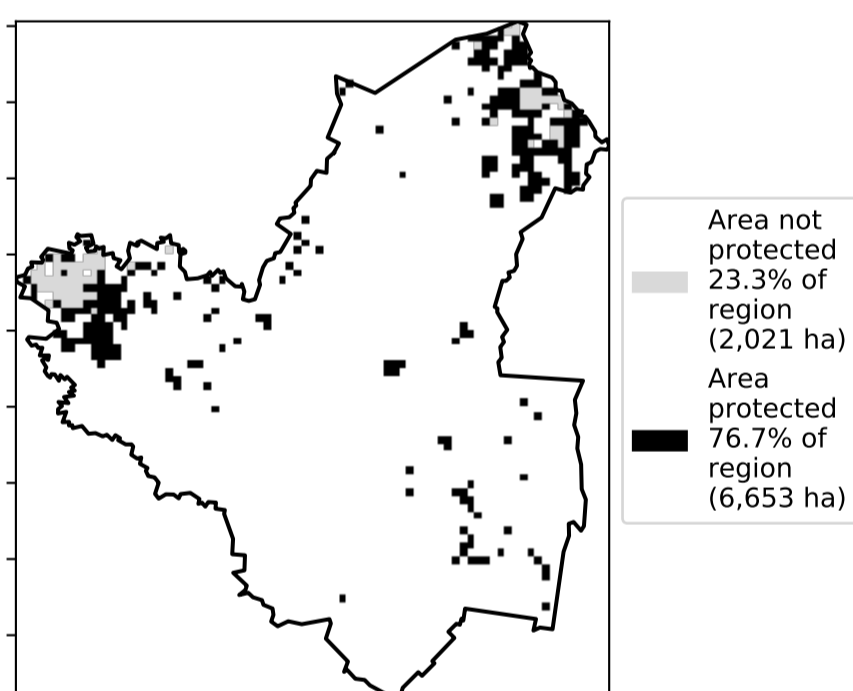 Area not
protected
23.3% of
region
(2,021 ha)
Area
protected
76.7% of
region
(6,653 ha)